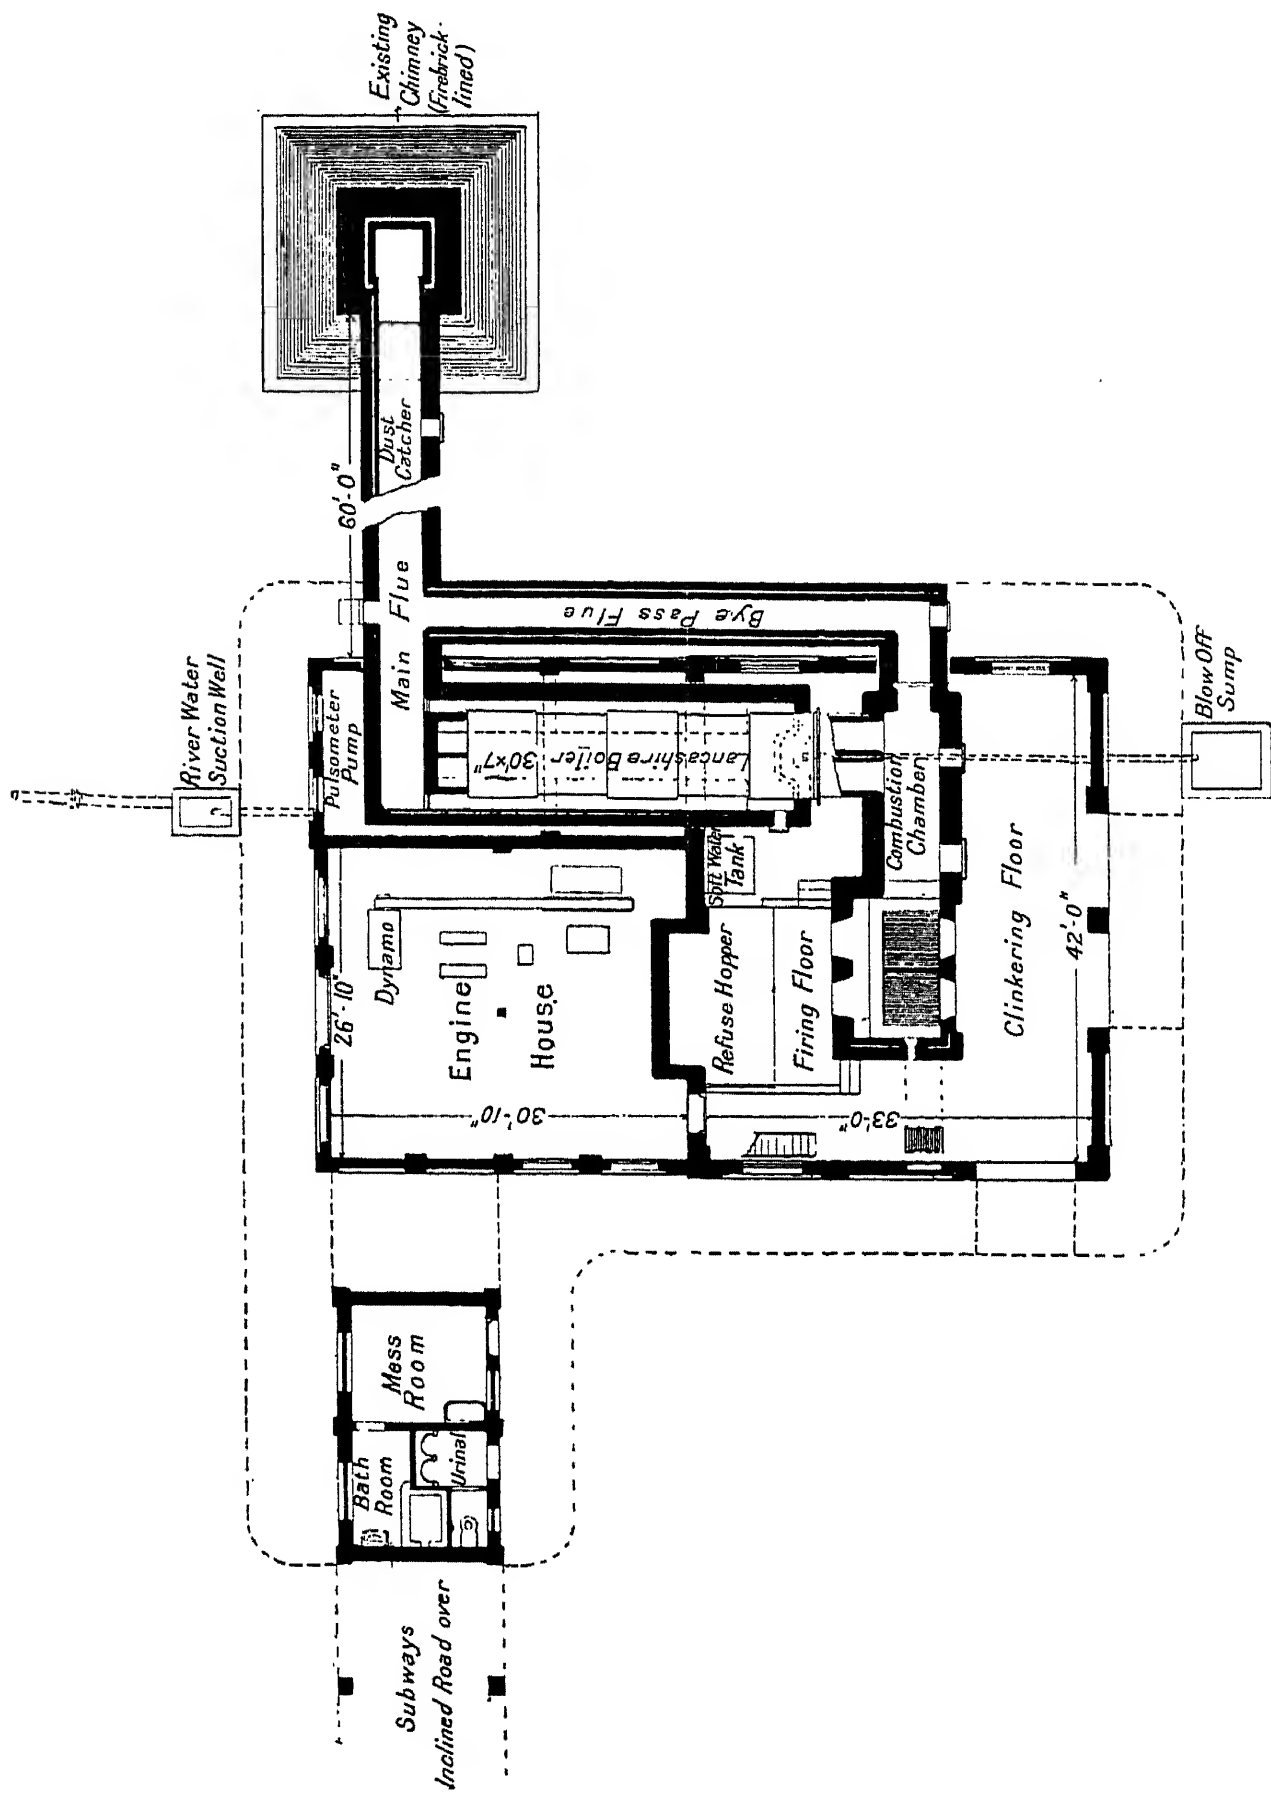 Existing
Chimney
(Firebrick-
lined)
Dust
Catcher
60'-0"
Main Flue
Bye Pass Flue
River Water
Suction Well
Pulsometer
Pump
Lancashire Boiler 30'x7"
Blow Off
Sump
Combustion
Chamber
Soft Water
Tank
Dynamo
26'-10"
Engine
House
Refuse Hopper
Firing Floor
Clinkering Floor
42'-0"
30'-10"
33'-0"
Mess
Room
Bath
Room
Urinal
Subways
Inclined Road over